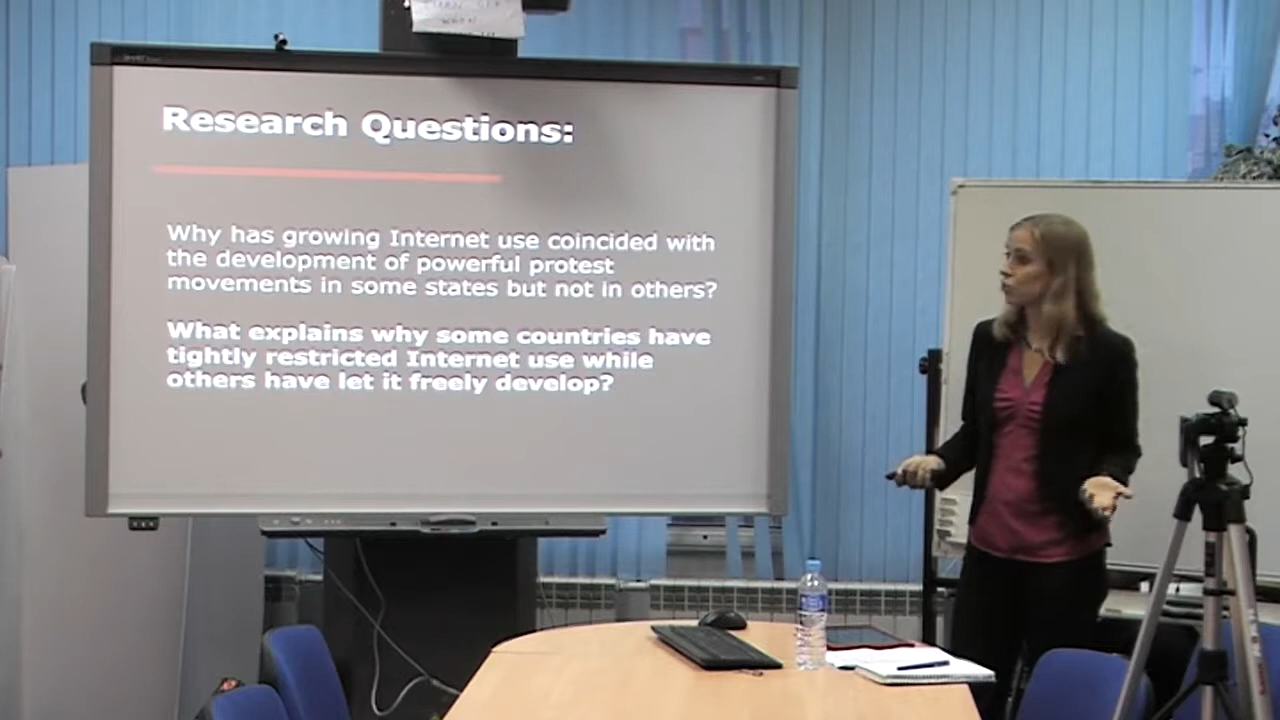 Research Questions:
Why has growing Internet use coincided with
the development of powerful protest
movements in some states but not in others?
What explains why some countries have
tightly restricted Internet use while
others have let it freely develop?